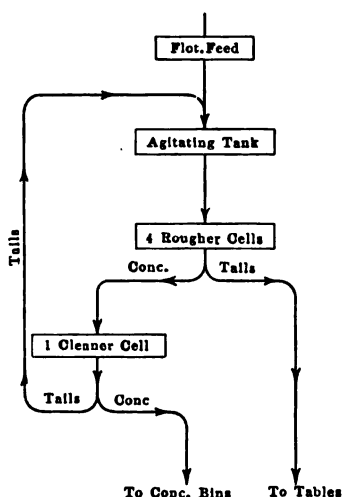 Flot. Feed
Agitating Tank
4 Rougher Cells
Conc. Tails
Tails
1 Clenner Cell
Tails Conc
To Conc. Bins To Tables